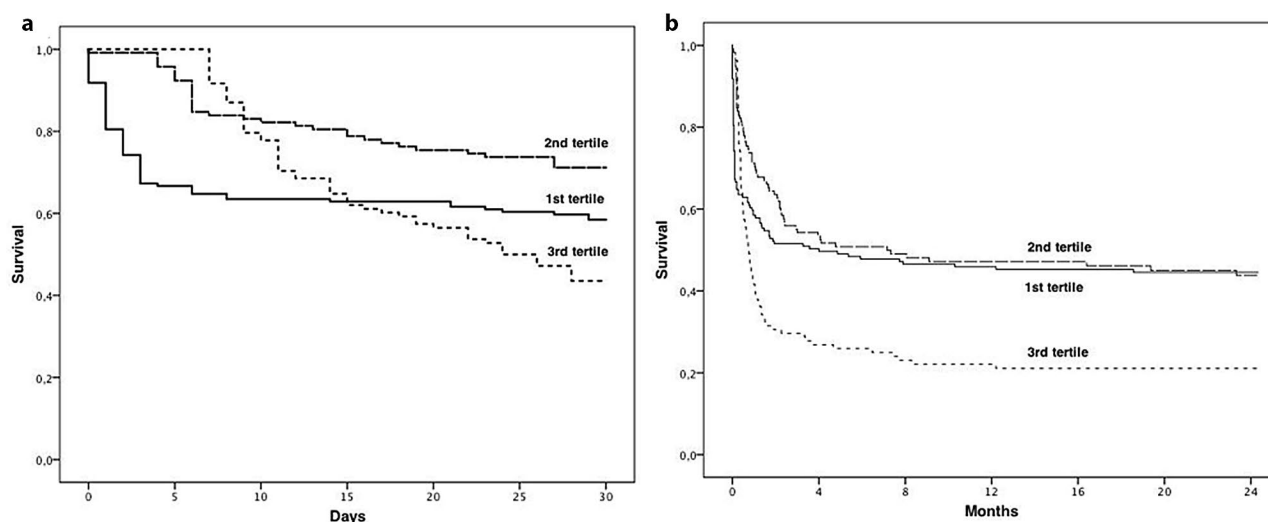 a
Survival
1,0
0,8
0,6
0,4
0,2
0,0
2nd tertile
1st tertile
3rd tertile
0 5 10 15 20 25 30
Days
b
Survival
1,0
0,8
0,6
0,4
0,2
0,0
2nd tertile
1st tertile
3rd tertile
0 4 8 12 16 20 24
Months